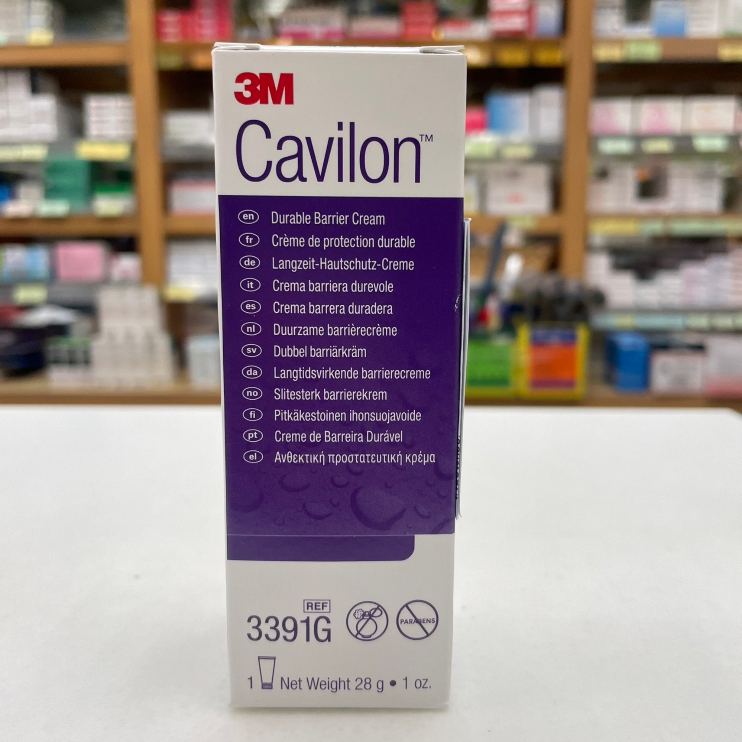 3M
Cavilon™
en Durable Barrier Cream
fr Crème de protection durable
de Langzeit-Hautschutz-Creme
it Crema barriera durevole
es Crema barrera duradera
nl Duurzame barrièrecrème
sv Dubbel barriärkräm
da Langtidsvirkende barrierecreme
no Slitesterk barrierekrem
fi Pitkäkestoinen ihonsuojavoide
pt Creme de Barreira Durável
el Ανθεκτική προστατευτική κρέμα
REF
3391G
PARABENS
1 Net Weight 28 g • 1 oz.